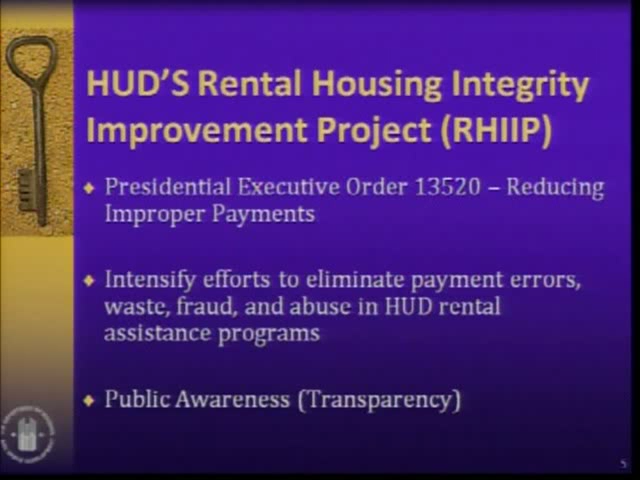 HUD'S Rental Housing Integrity
Improvement Project (RHIIP)
Presidential Executive Order 13520 – Reducing
Improper Payments
Intensify efforts to eliminate payment errors,
waste, fraud, and abuse in HUD rental
assistance programs
Public Awareness (Transparency)
5